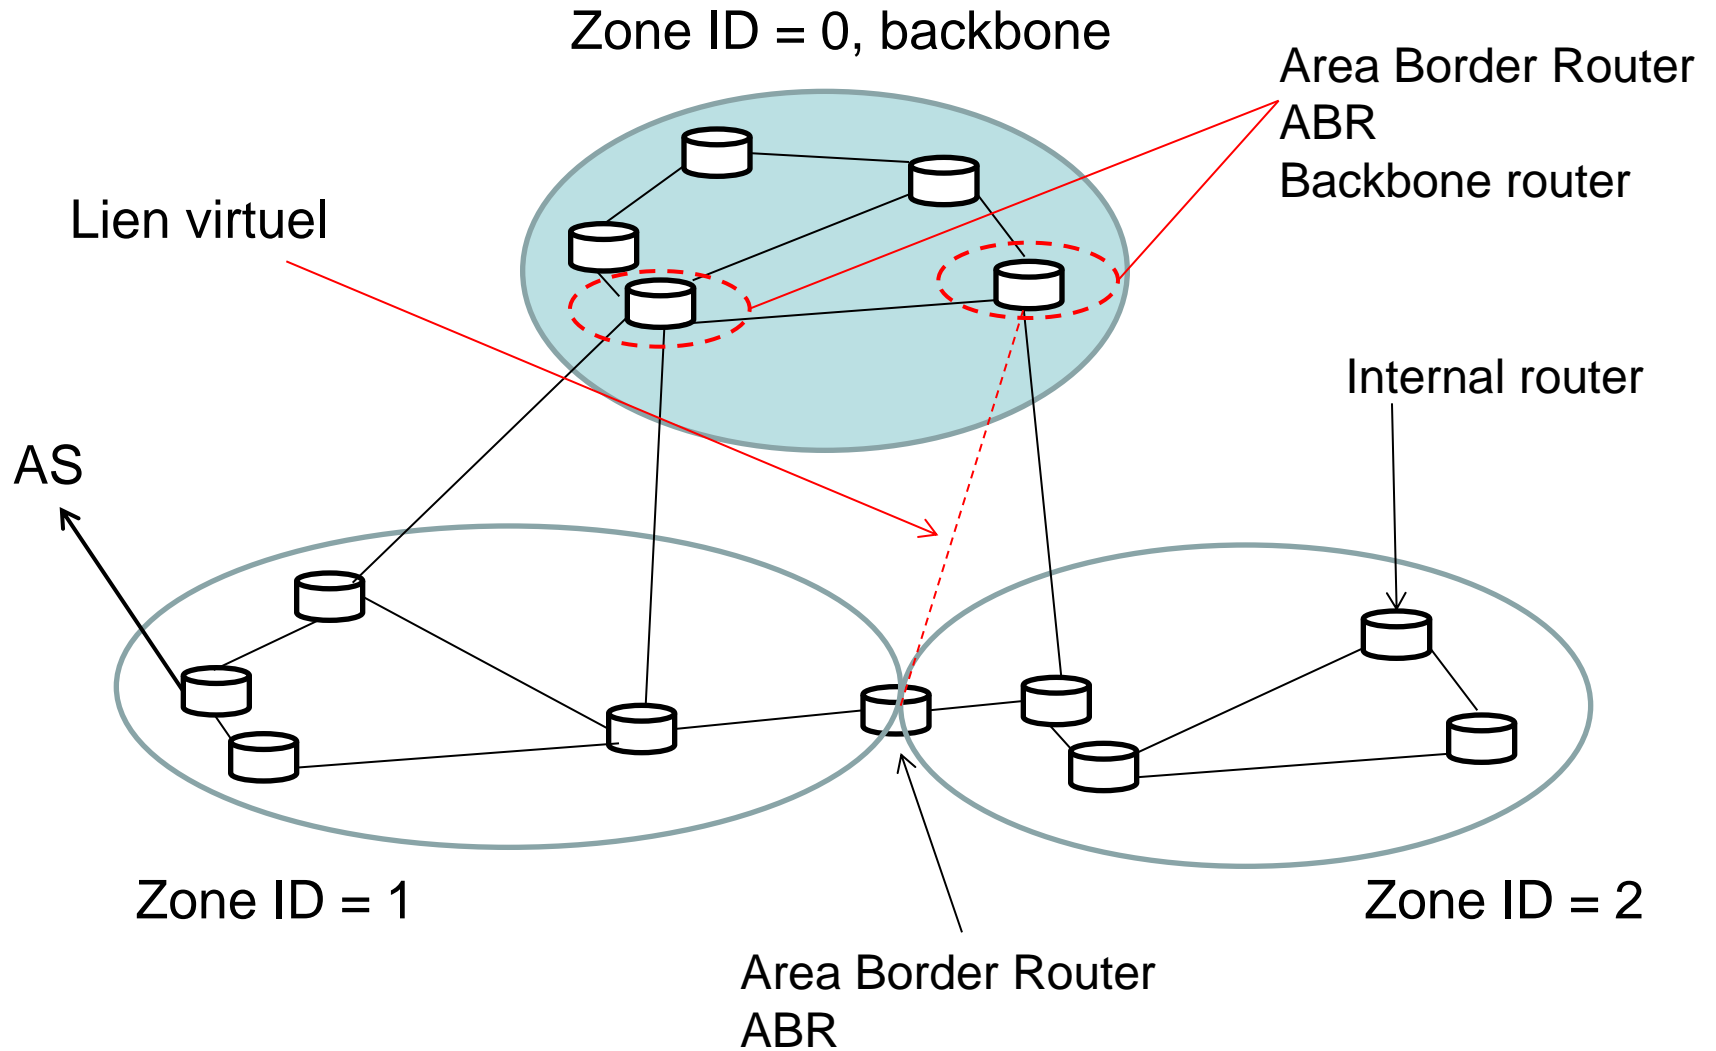 Zone ID = 0, backbone
Area Border Router
ABR
Backbone router
Lien virtuel
Internal router
AS
Zone ID = 1
Zone ID = 2
Area Border Router
ABR